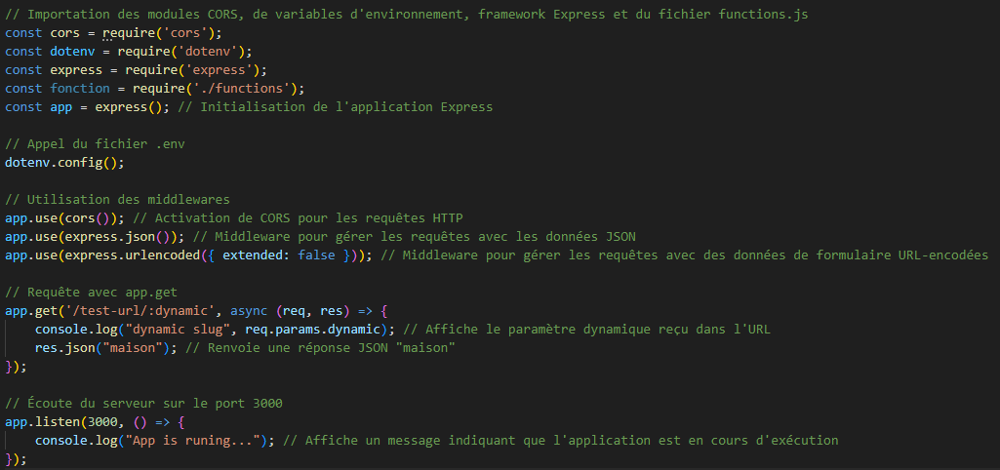 // Importation des modules CORS, de variables d'environnement, framework Express et du fichier functions.js
const cors = require('cors');
const dotenv = require('dotenv');
const express = require('express');
const fonction = require('./functions');
const app = express(); // Initialisation de l'application Express

// Appel du fichier .env
dotenv.config();

// Utilisation des middlewares
app.use(cors()); // Activation de CORS pour les requêtes HTTP
app.use(express.json()); // Middleware pour gérer les requêtes avec les données JSON
app.use(express.urlencoded({ extended: false })); // Middleware pour gérer les requêtes avec des données de formulaire URL-encodées

// Requête avec app.get
app.get('/test-url/:dynamic', async (req, res) => {
    console.log("dynamic slug", req.params.dynamic); // Affiche le paramètre dynamique reçu dans l'URL
    res.json("maison"); // Renvoie une réponse JSON "maison"
});

// Écoute du serveur sur le port 3000
app.listen(3000, () => {
    console.log("App is runing..."); // Affiche un message indiquant que l'application est en cours d'exécution
});